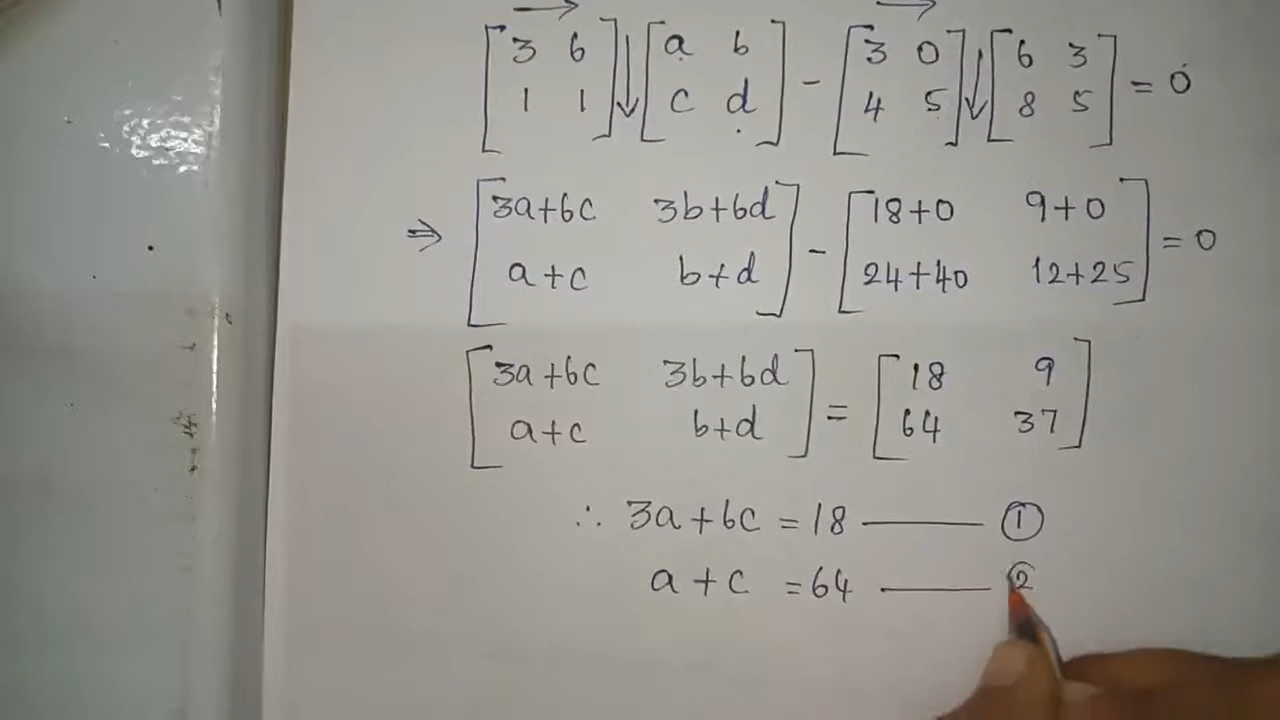 [3 6 1 1] [a b c d] - [3 0 4 5] [6 3 8 5] = 0
⇒ [3a+6c 3b+6d a+c b+d] - [18+0 9+0 24+40 12+25] = 0
[3a+6c 3b+6d a+c b+d] = [18 9 64 37]
∴ 3a+6c = 18 —— ①
a+c = 64 —— ②